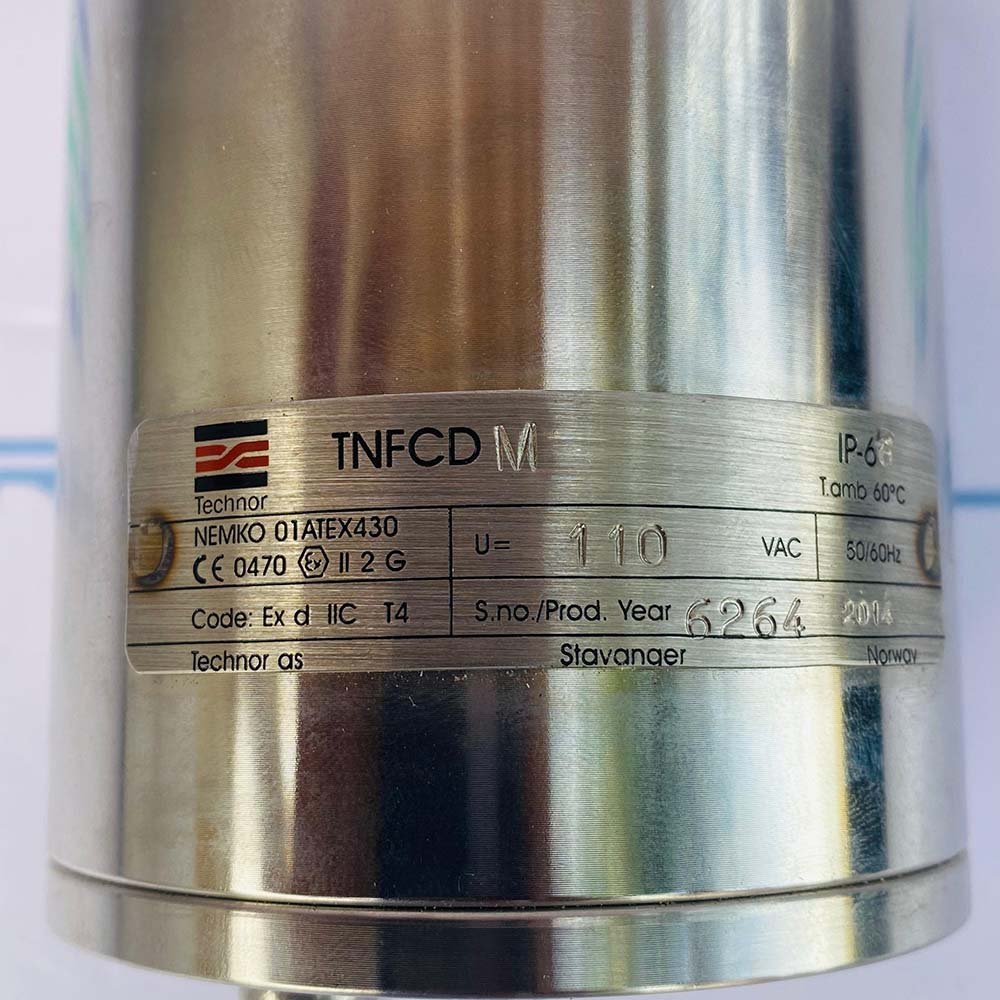 TNFCD M
IP-6
T.amb 60°C
Technor
NEMKO 01ATEX430
CE 0470 Ex II 2 G
U= 110 VAC
50/60Hz
Code: Ex d IIC T4
S.no./Prod. Year 6264 2014
Technor as Stavanger Norway